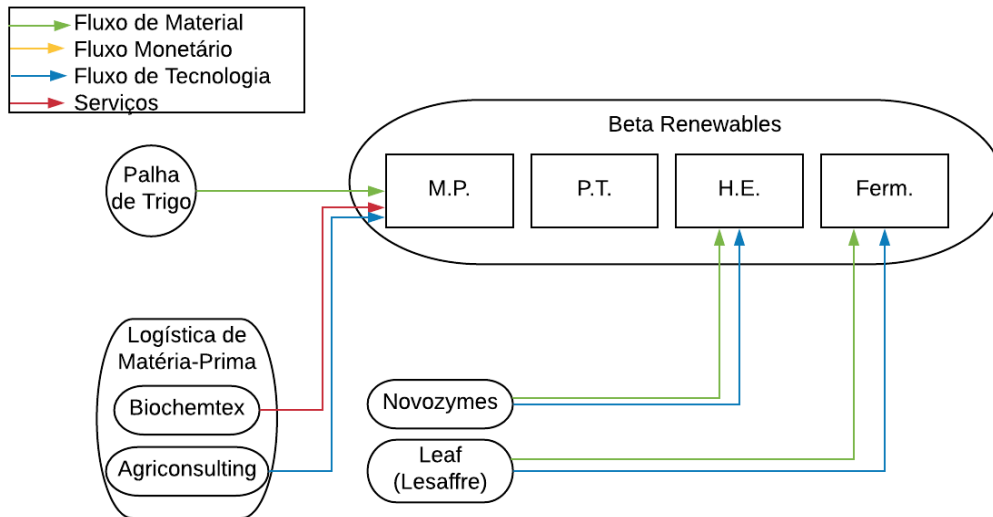 Fluxo de Material
Fluxo Monetário
Fluxo de Tecnologia
Serviços
Beta Renewables
Palha
de Trigo
M.P.
P.T.
H.E.
Ferm.
Logística de
Matéria-Prima
Biochemtex
Agriconsulting
Novozymes
Leaf
(Lesaffre)